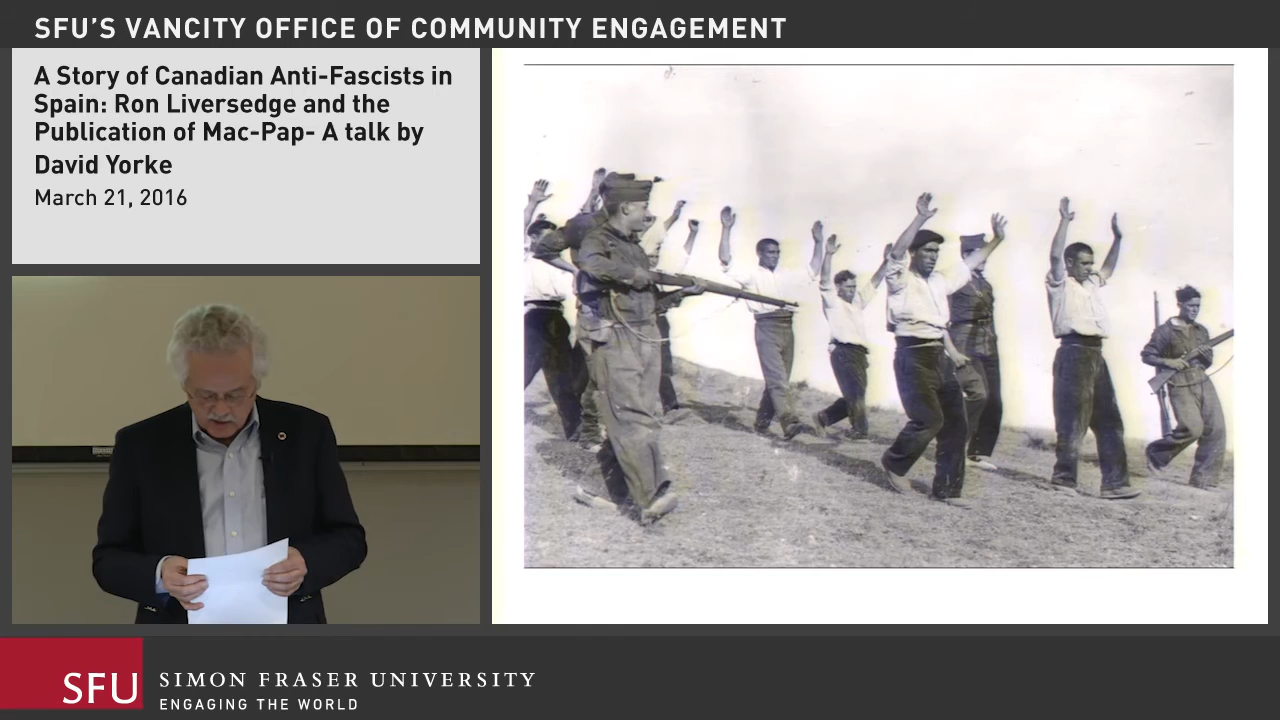 SFU'S VANCITY OFFICE OF COMMUNITY ENGAGEMENT
A Story of Canadian Anti-Fascists in
Spain: Ron Liversedge and the
Publication of Mac-Pap- A talk by
David Yorke
March 21, 2016
SFU
SIMON FRASER UNIVERSITY
ENGAGING THE WORLD